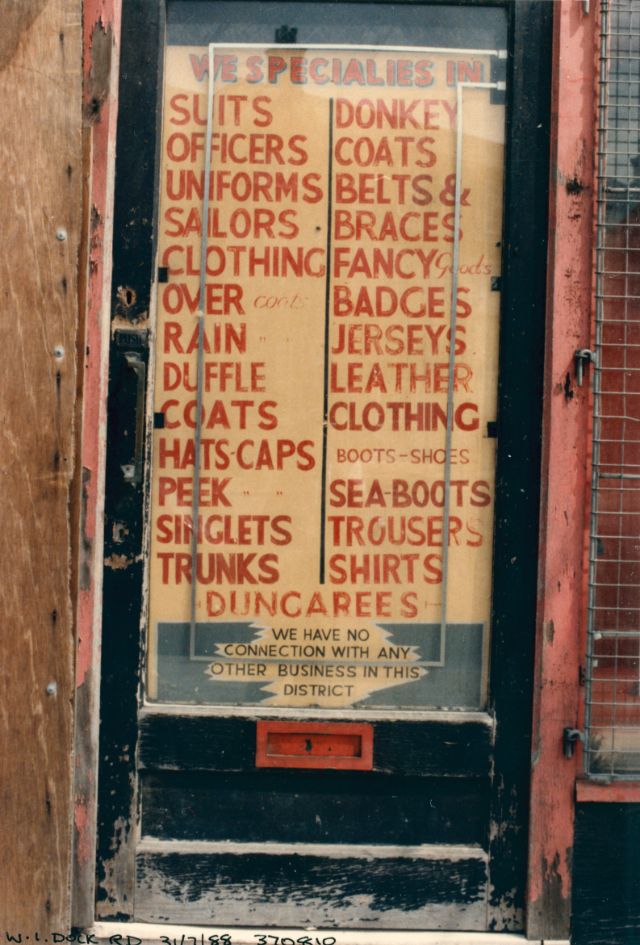 WE SPECIALIES IN
SUITS
OFFICERS
UNIFORMS
SAILORS
CLOTHING
OVER coats
RAIN " "
DUFFLE
COATS
HATS-CAPS
PEEK " "
SINGLETS
TRUNKS
DONKEY
COATS
BELTS &
BRACES
FANCY Goods
BADGES
JERSEYS
LEATHER
CLOTHING
BOOTS-SHOES
SEA-BOOTS
TROUSERS
SHIRTS
-DUNGAREES-
WE HAVE NO
CONNECTION WITH ANY
OTHER BUSINESS IN THIS
DISTRICT
W.I. DOCK RD 31/7/88 370810